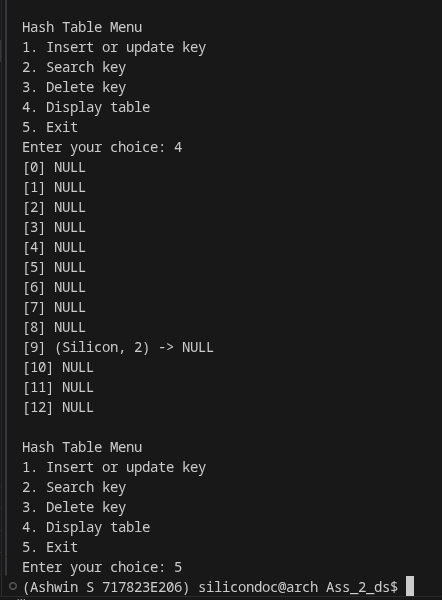 Hash Table Menu
1. Insert or update key
2. Search key
3. Delete key
4. Display table
5. Exit
Enter your choice: 4
[0] NULL
[1] NULL
[2] NULL
[3] NULL
[4] NULL
[5] NULL
[6] NULL
[7] NULL
[8] NULL
[9] (Silicon, 2) -> NULL
[10] NULL
[11] NULL
[12] NULL
Hash Table Menu
1. Insert or update key
2. Search key
3. Delete key
4. Display table
5. Exit
Enter your choice: 5
(Ashwin S 717823E206) silicondoc@arch Ass_2_ds$